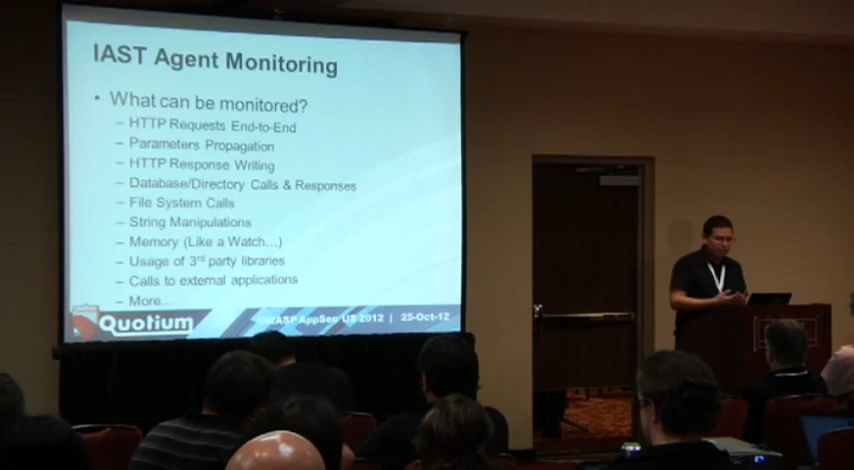 IAST Agent Monitoring
• What can be monitored?
– HTTP Requests End-to-End
– Parameters Propagation
– HTTP Response Writing
– Database/Directory Calls & Responses
– File System Calls
– String Manipulations
– Memory (Like a Watch…)
– Usage of 3rd party libraries
– Calls to external applications
– More…
Quotium
OWASP AppSec US 2012 | 25-Oct-12